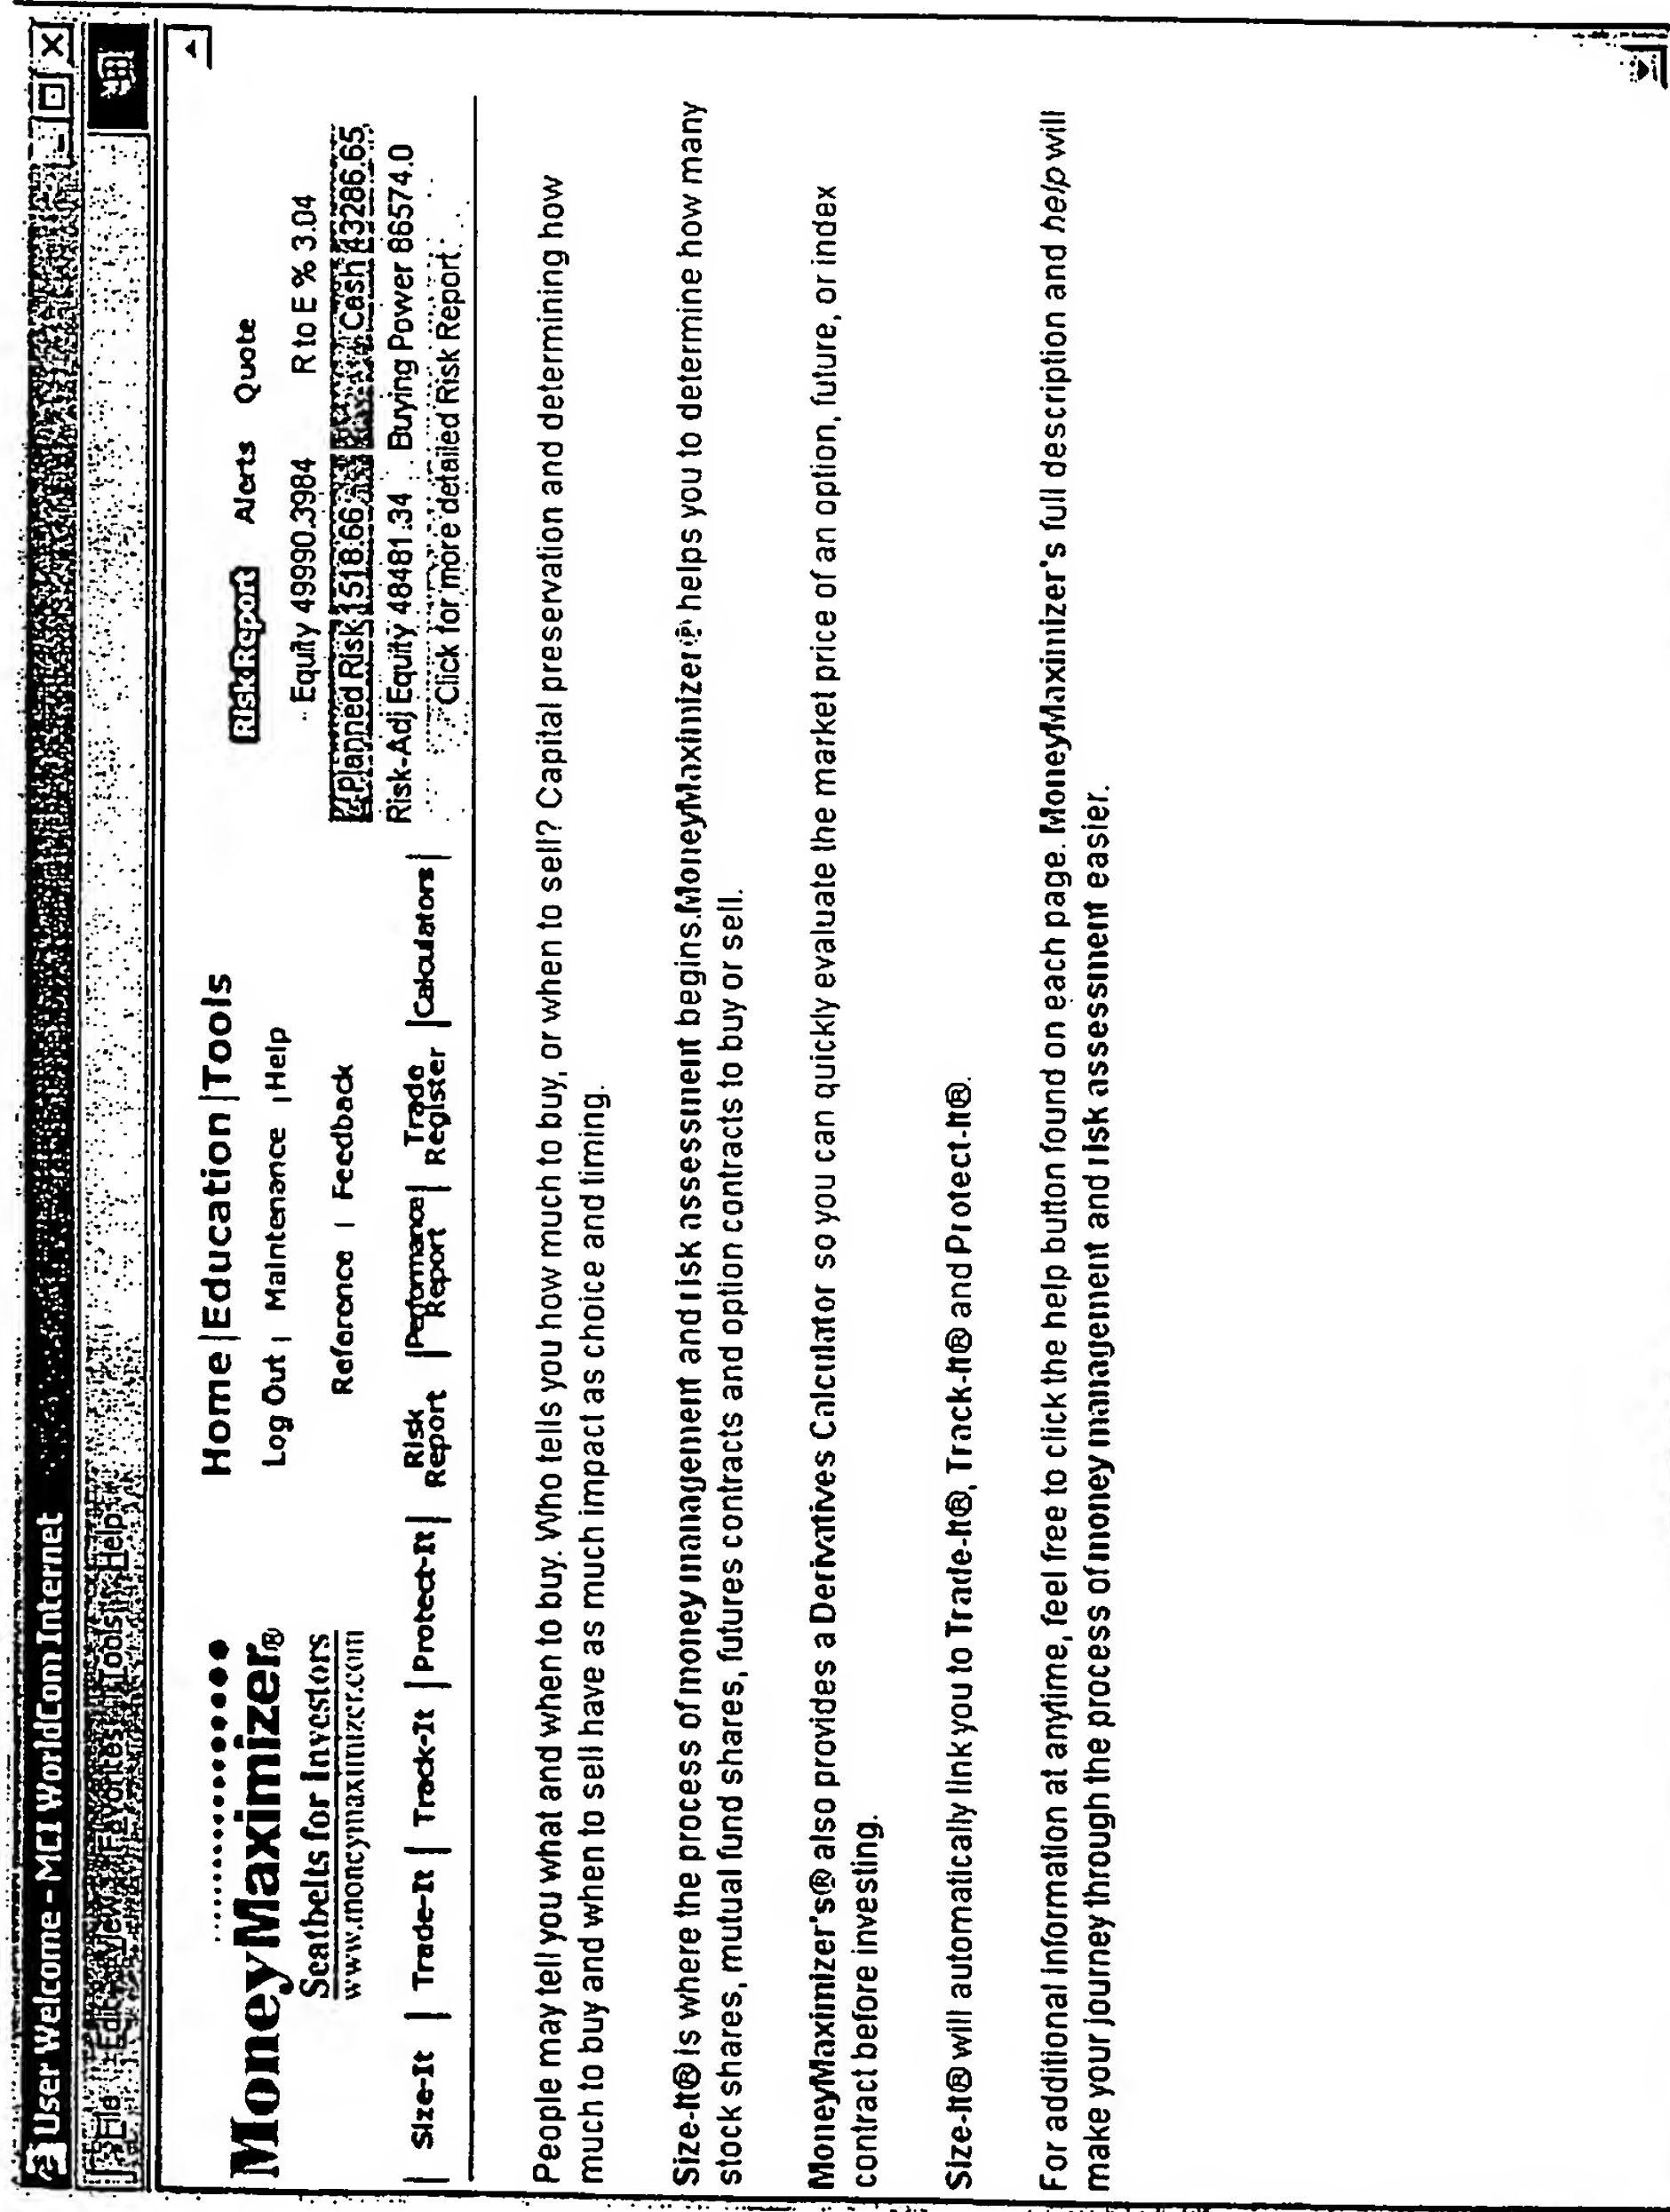 User Welcome - MCI WorldCom Internet
File Edit View Favorites Tools Help
MoneyMaximizer®
Seatbelts for Investors
www.moneymaximizer.com
Home | Education | Tools
Log Out | Maintenance | Help
Reference | Feedback
Risk Report Alerts Quote
Equity 49990.3984 R to E % 3.04
Planned Risk 1518.66 Cash 43286.65
Risk-Adj Equity 48481.34 Buying Power 86574.0
Click for more detailed Risk Report.
| Size-It | Trade-It | Track-It | Protect-It | Risk Report | Performance Report | Trade Register | Calculators |
People may tell you what and when to buy. Who tells you how much to buy, or when to sell? Capital preservation and determining how
much to buy and when to sell have as much impact as choice and timing.
Size-It® is where the process of money management and risk assessment begins. MoneyMaximizer® helps you to determine how many
stock shares, mutual fund shares, futures contracts and option contracts to buy or sell.
MoneyMaximizer's® also provides a Derivatives Calculator so you can quickly evaluate the market price of an option, future, or index
contract before investing.
Size-It® will automatically link you to Trade-It®, Track-It® and Protect-It®.
For additional information at anytime, feel free to click the help button found on each page. MoneyMaximizer's full description and help will
make your journey through the process of money management and risk assessment easier.